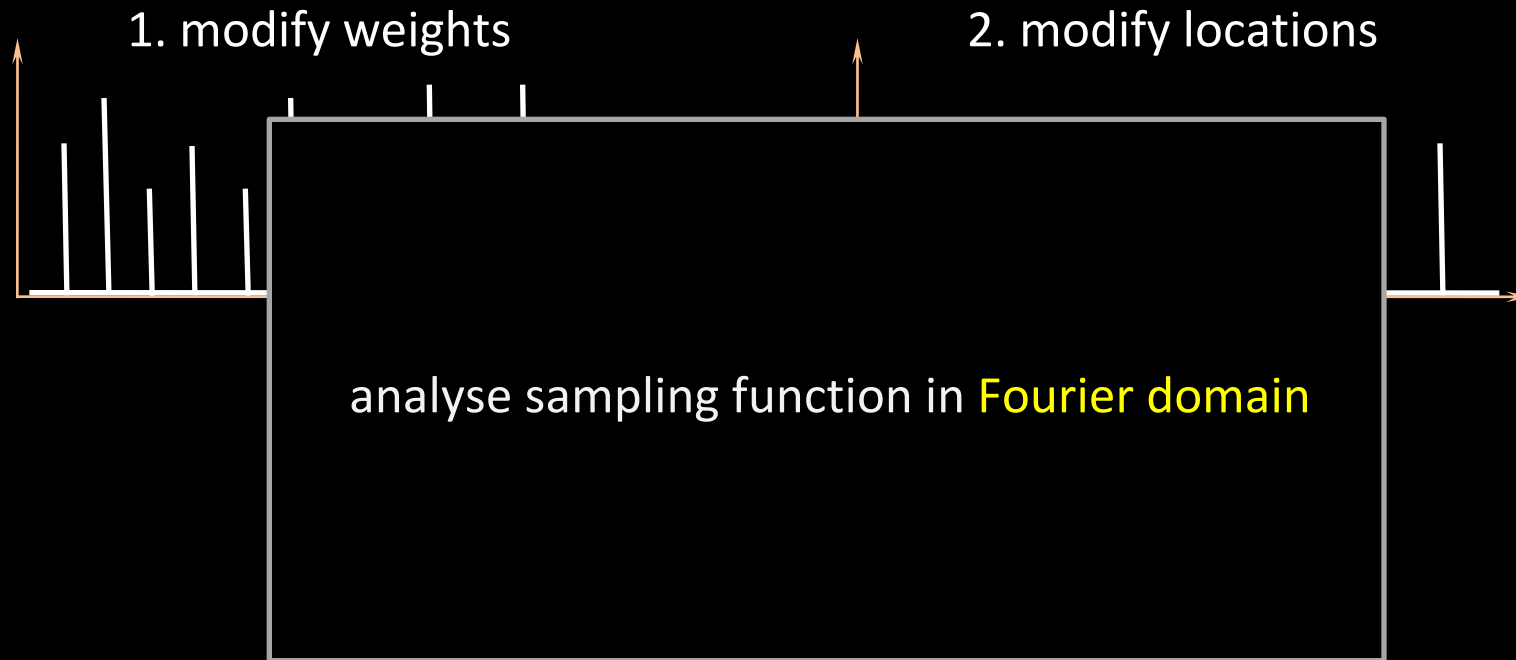 1. modify weights
2. modify locations
analyse sampling function in Fourier domain